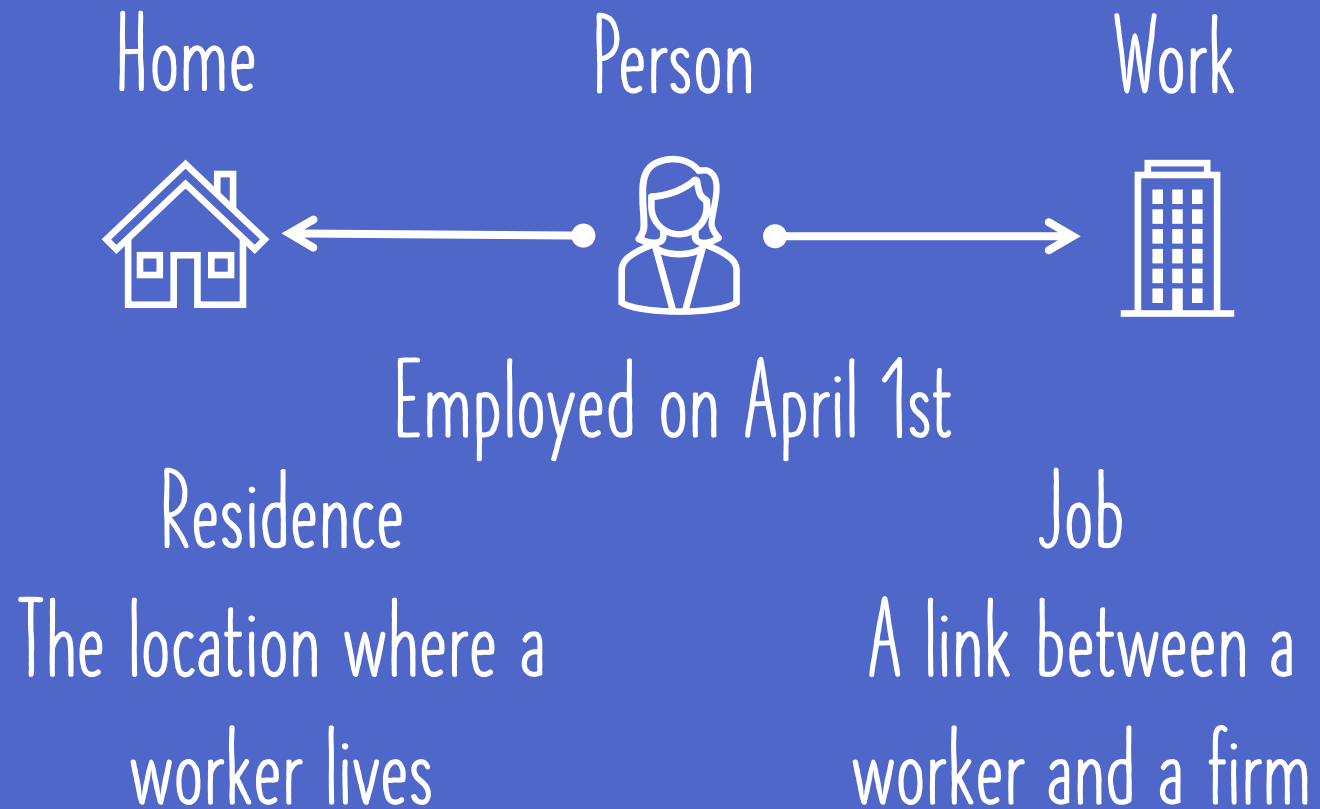 Home
Person
Work
Employed on April 1st
Residence
The location where a
worker lives
Job
A link between a
worker and a firm